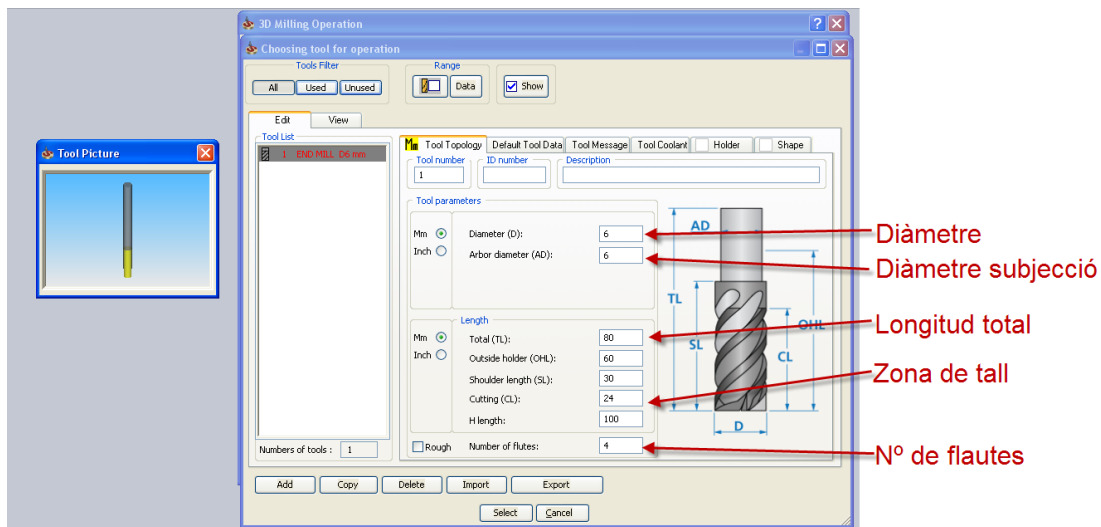 3D Milling Operation
Choosing tool for operation
Tools Filter
All Used Unused
Range
Data
Show
Edit View
Tool List
1 END MILL D6 mm
Numbers of tools : 1
Tool Picture
Tool Topology Default Tool Data Tool Message Tool Coolant Holder Shape
Tool number
1
ID number
Description
Tool parameters
Mm
Inch
Diameter (D): 6
Arbor diameter (AD): 6
Length
Mm
Inch
Total (TL): 80
Outside holder (OHL): 60
Shoulder length (SL): 30
Cutting (CL): 24
H length: 100
Rough
Number of flutes: 4
AD
TL
SL
OHL
CL
D
Add Copy Delete Import Export
Select Cancel
Diàmetre
Diàmetre subjecció
Longitud total
Zona de tall
Nº de flautes